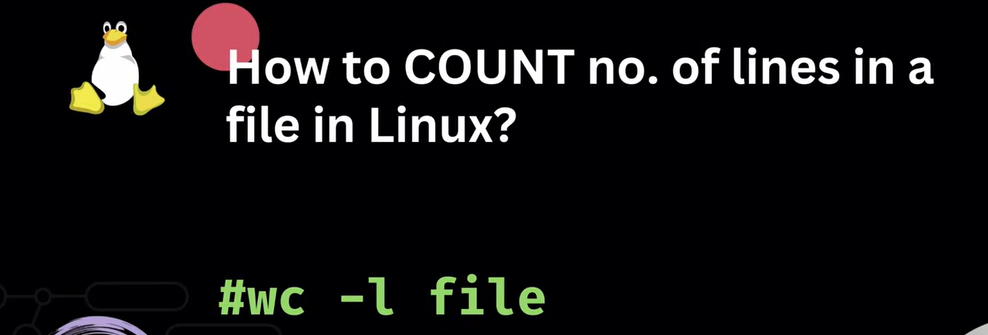 How to COUNT no. of lines in a
file in Linux?
#wc -l file